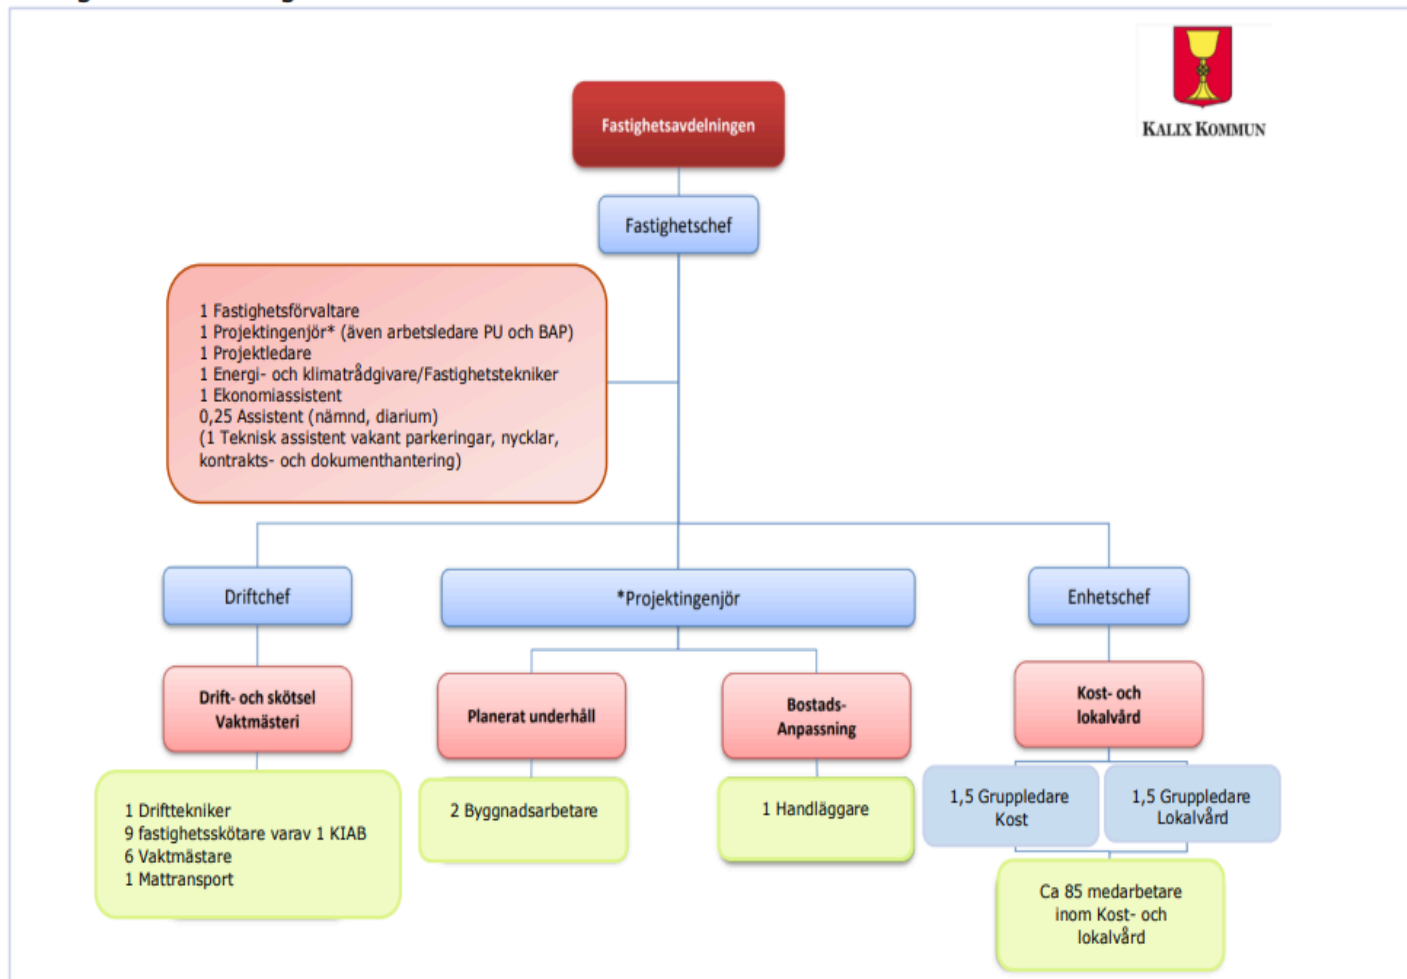 KALIX KOMMUN
Fastighetsavdelningen
Fastighetschef
1 Fastighetsförvaltare
1 Projektingenjör* (även arbetsledare PU och BAP)
1 Projektledare
1 Energi- och klimatrådgivare/Fastighetstekniker
1 Ekonomiassistent
0,25 Assistent (nämnd, diarium)
(1 Teknisk assistent vakant parkeringar, nycklar,
kontrakts- och dokumenthantering)
Driftchef
*Projektingenjör
Enhetschef
Drift- och skötsel
Vaktmästeri
Planerat underhåll
Bostads-
Anpassning
Kost- och
lokalvård
1 Drifttekniker
9 fastighetsskötare varav 1 KIAB
6 Vaktmästare
1 Mattransport
2 Byggnadsarbetare
1 Handläggare
1,5 Gruppledare
Kost
1,5 Gruppledare
Lokalvård
Ca 85 medarbetare
inom Kost- och
lokalvård